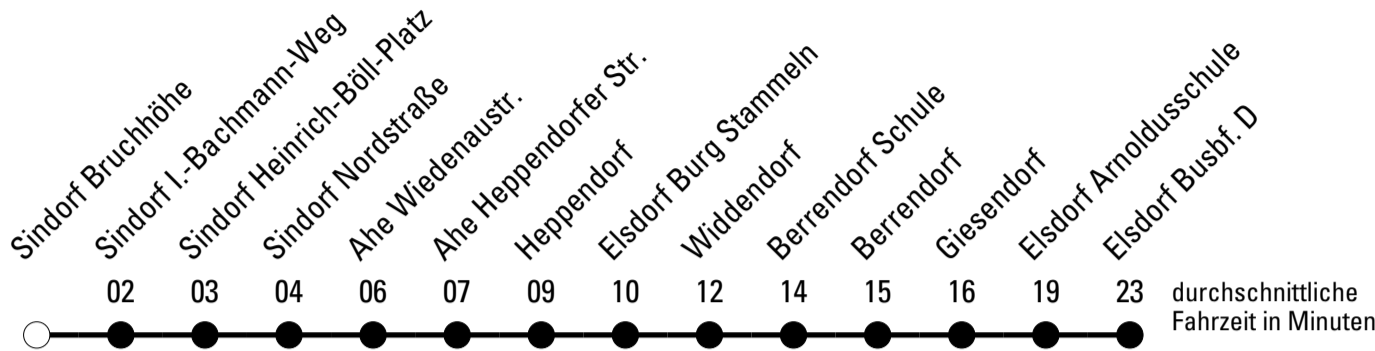 Sindorf Bruchhöhe
Sindorf I.-Bachmann-Weg
Sindorf Heinrich-Böll-Platz
Sindorf Nordstraße
Ahe Wiedenaustr.
Ahe Heppendorfer Str.
Heppendorf
Elsdorf Burg Stammeln
Widdendorf
Berrendorf Schule
Berrendorf
Giesendorf
Elsdorf Arnoldusschule
Elsdorf Busbf. D
02 03 04 06 07 09 10 12 14 15 16 19 23
durchschnittliche
Fahrzeit in Minuten